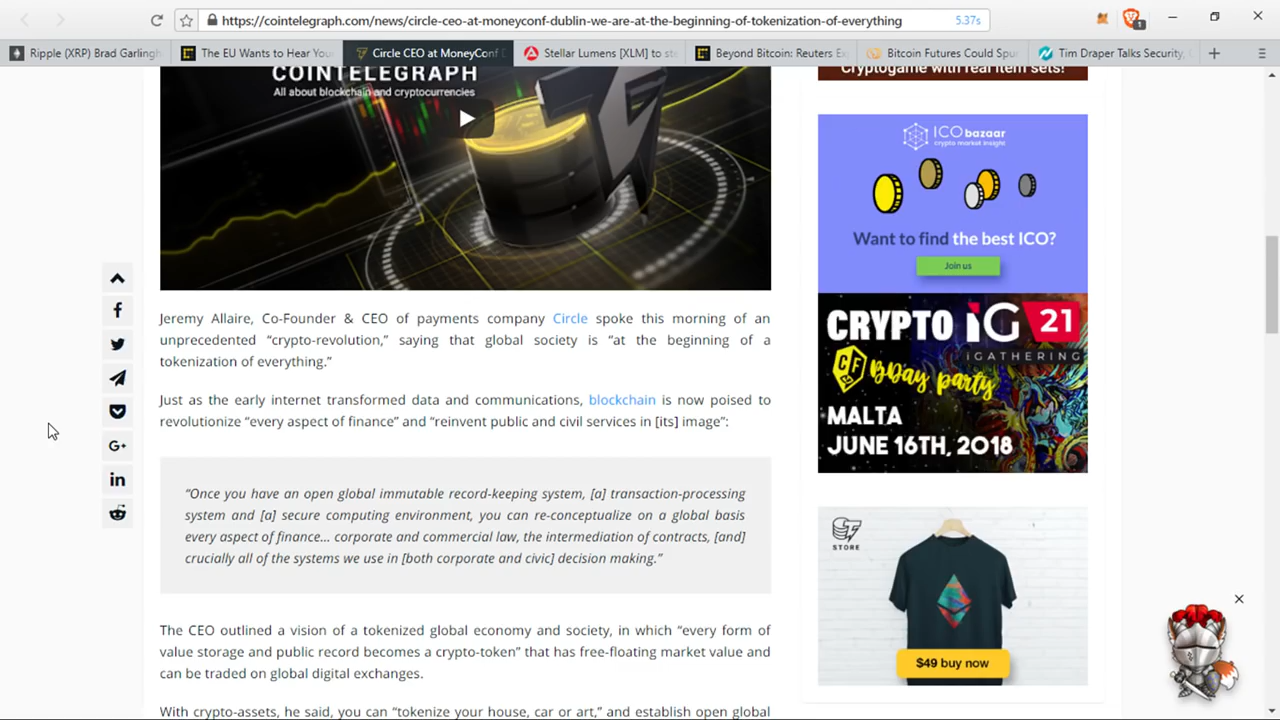 https://cointelegraph.com/news/circle-ceo-at-moneyconf-dublin-we-are-at-the-beginning-of-tokenization-of-everything
5.37s
1
Ripple (XRP) Brad Garlingh
The EU Wants to Hear You
Circle CEO at MoneyConf
Stellar Lumens [XLM] to st
Beyond Bitcoin: Reuters Ex
Bitcoin Futures Could Spu
Tim Draper Talks Security,
COINTELEGRAPH
All about blockchain and cryptocurrencies
Cryptogame with real item sets!
ICObazaar
crypto market insight
Want to find the best ICO?
Join us
CRYPTO iG 21
iGATHERING
CF
BDay party
MALTA
JUNE 16TH, 2018
Jeremy Allaire, Co-Founder & CEO of payments company Circle spoke this morning of an
unprecedented “crypto-revolution,” saying that global society is “at the beginning of a
tokenization of everything.”
Just as the early internet transformed data and communications, blockchain is now poised to
revolutionize “every aspect of finance” and “reinvent public and civil services in [its] image”:
“Once you have an open global immutable record-keeping system, [a] transaction-processing
system and [a] secure computing environment, you can re-conceptualize on a global basis
every aspect of finance... corporate and commercial law, the intermediation of contracts, [and]
crucially all of the systems we use in [both corporate and civic] decision making.”
STORE
$49 buy now
The CEO outlined a vision of a tokenized global economy and society, in which “every form of
value storage and public record becomes a crypto-token” that has free-floating market value and
can be traded on global digital exchanges.
With crypto-assets, he said, you can “tokenize your house, car or art,” and establish open global